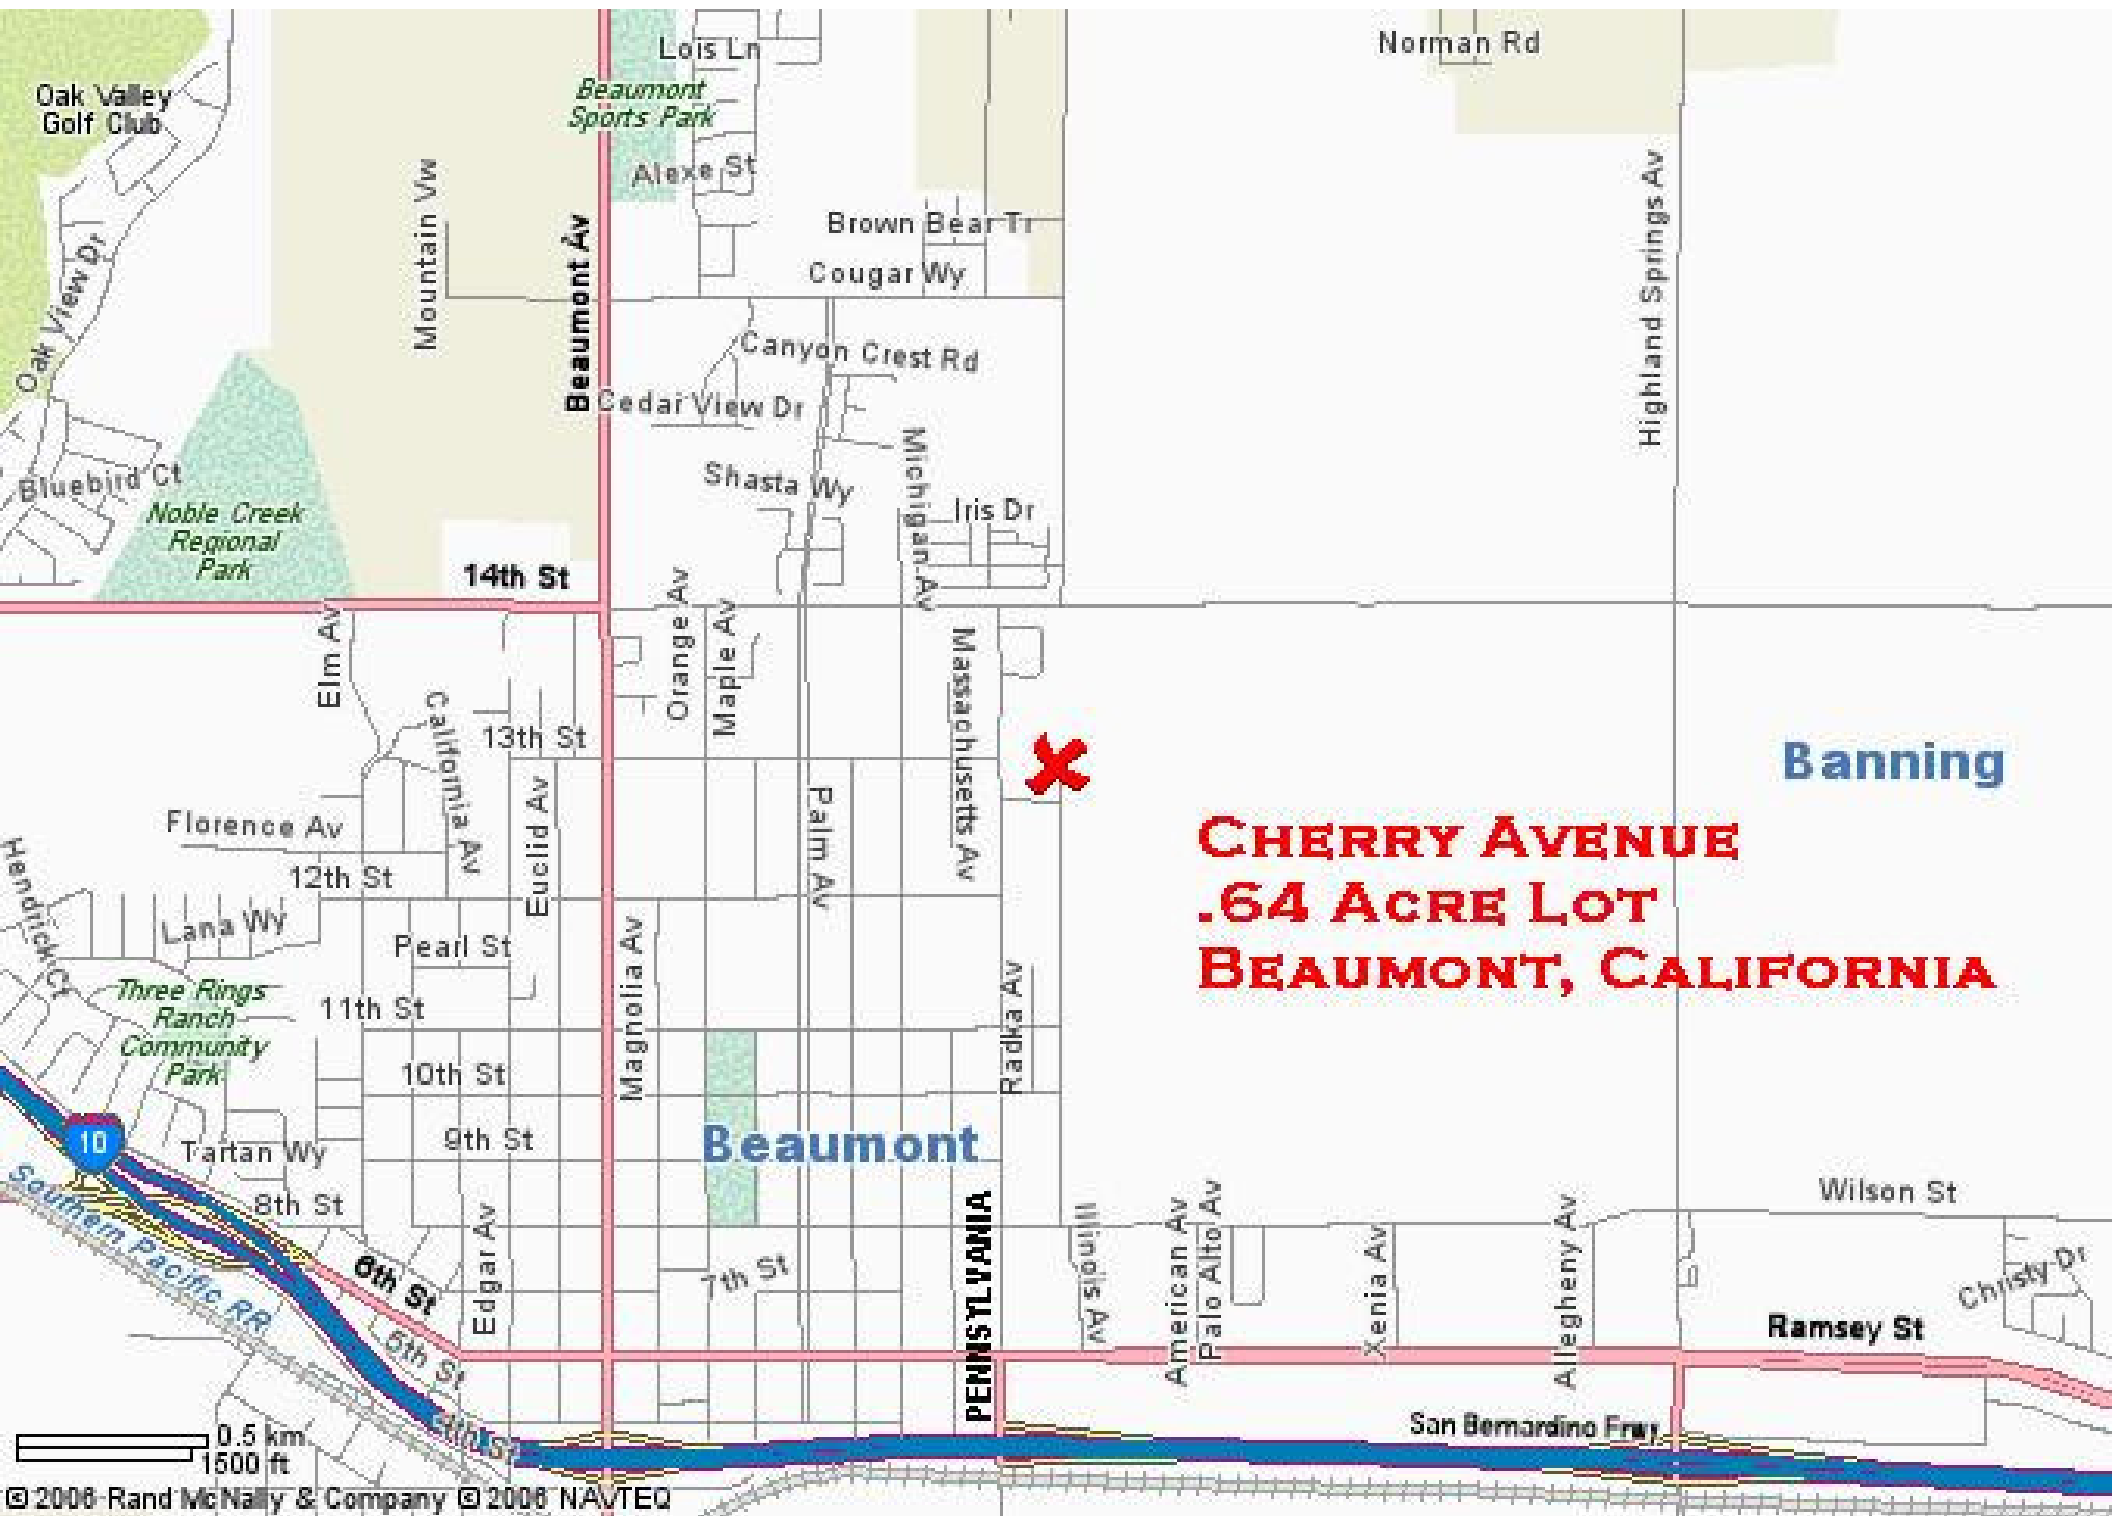 Lois Ln
Norman Rd
Oak Valley
Golf Club
Beaumont
Sports Park
Alexe St
Mountain Vw
Beaumont Av
Brown Bear Tr
Cougar Wy
Highland Springs Av
Oak View Dr
Canyon Crest Rd
Cedar View Dr
Michigan Av
Shasta Wy
Bluebird Ct
Iris Dr
Noble Creek
Regional
Park
14th St
Elm Av
Orange Av
Maple Av
Massachusetts Av
California Av
13th St
Banning
Florence Av
Euclid Av
Palm Av
Cherry Avenue
.64 Acre Lot
Beaumont, California
Hendrick Ct
12th St
Lana Wy
Pearl St
Magnolia Av
Radka Av
Three Rings
Ranch
Community
Park
11th St
10th St
10
9th St
Beaumont
Tartan Wy
Southern Pacific RR
8th St
Edgar Av
PENNSYLVANIA
Illinois Av
American Av
Palo Alto Av
Xenia Av
Allegheny Av
Wilson St
Christy Dr
6th St
7th St
Ramsey St
5th St
4th St
San Bernardino Frwy
0.5 km
1500 ft
© 2006 Rand McNally & Company © 2006 NAVTEQ